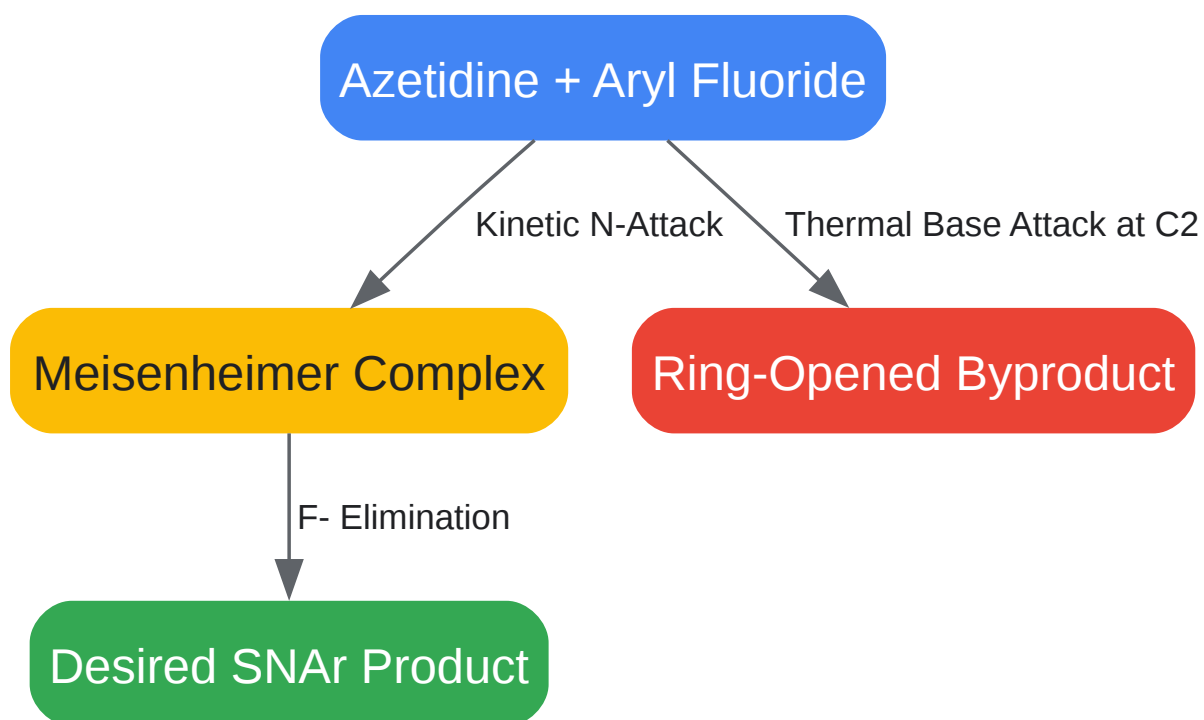 Azetidine + Aryl Fluoride
Kinetic N-Attack
Thermal Base Attack at C2
Meisenheimer Complex
Ring-Opened Byproduct
F- Elimination
Desired SNAr Product